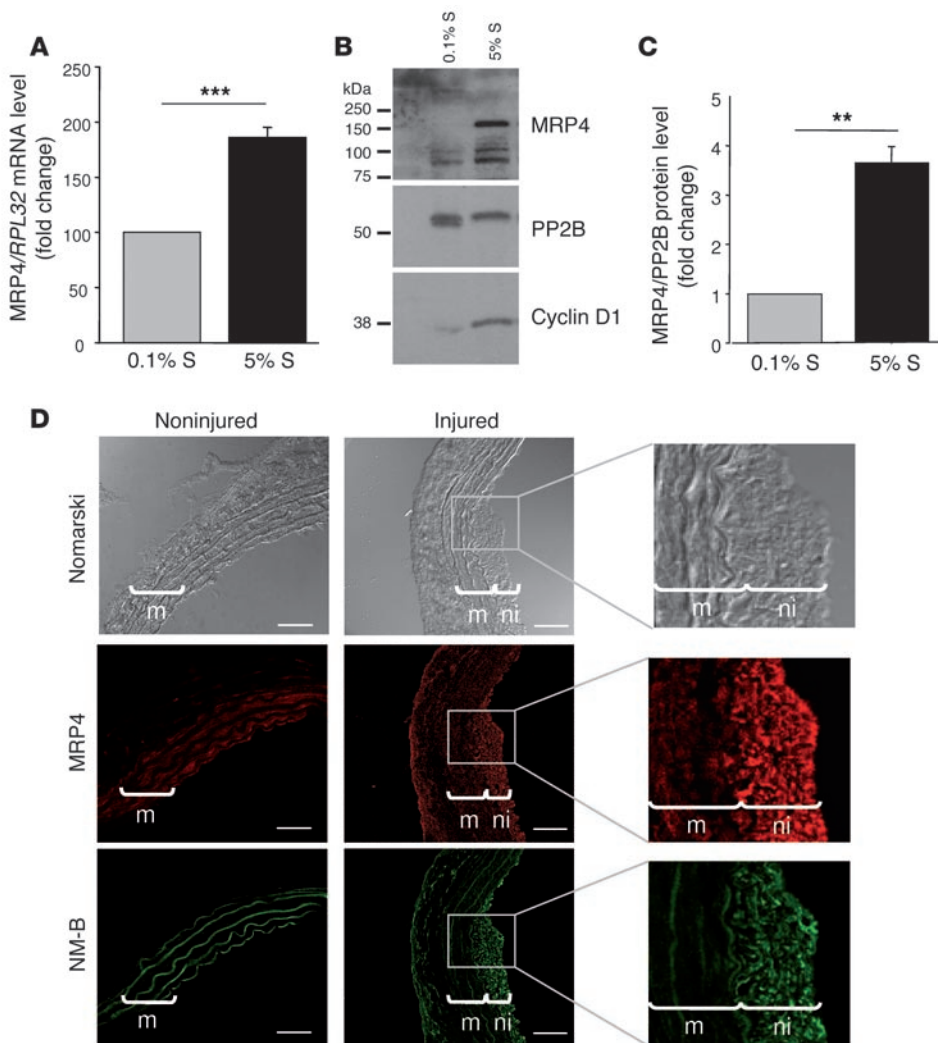 A
MRP4/RPL32 mRNA level
(fold change)
250
200
150
100
50
0
***
0.1% S
5% S
B
0.1% S
5% S
kDa
250
150
100
75
MRP4
50
PP2B
38
Cyclin D1
C
MRP4/PP2B protein level
(fold change)
5
4
3
2
1
0
**
0.1% S
5% S
D
Noninjured
Injured
Nomarski
m
m
ni
m
ni
MRP4
m
m
ni
m
ni
NM-B
m
m
ni
m
ni